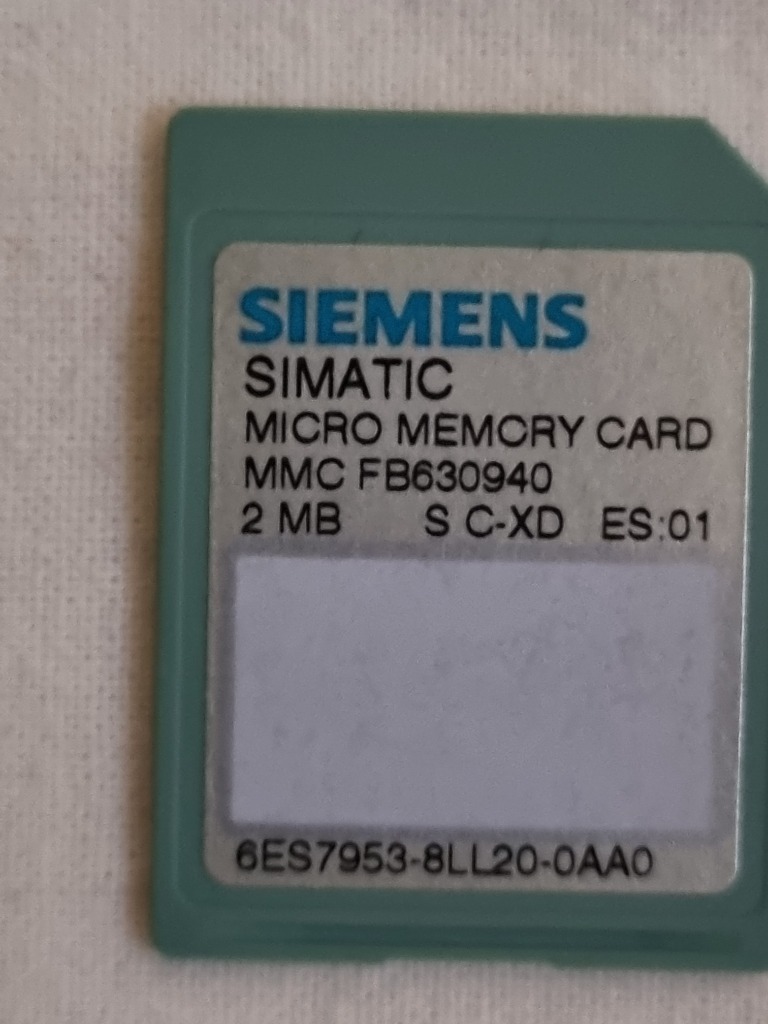 SIEMENS
SIMATIC
MICRO MEMORY CARD
MMC FB630940
2 MB S C-XD ES:01
6ES7953-8LL20-0AA0